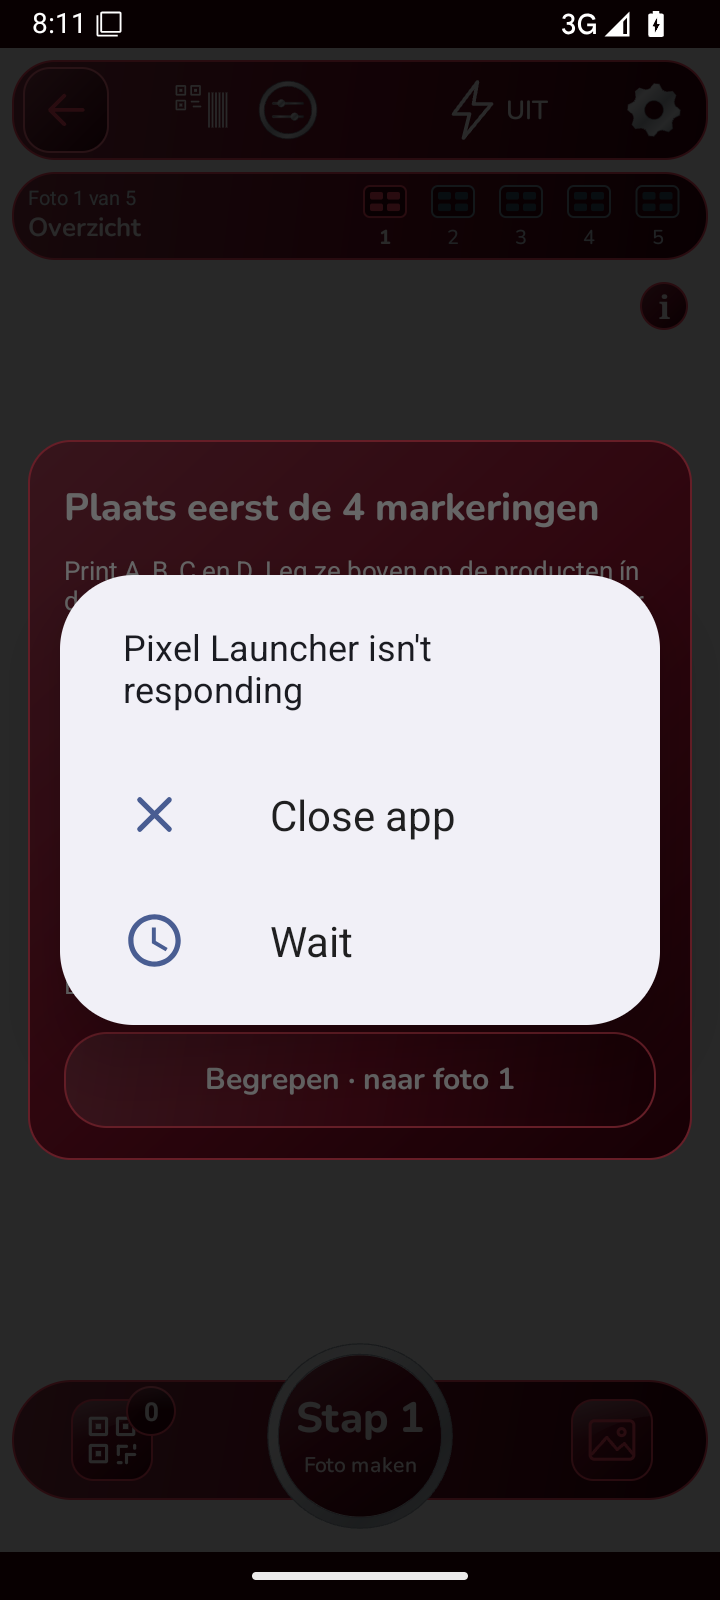 8:11
3G
UIT
Foto 1 van 5
Overzicht
1 2 3 4 5
i
Plaats eerst de 4 markeringen
Print A, B, C en D. Leg ze boven op de producten ín
Pixel Launcher isn't
responding
Close app
Wait
Begrepen · naar foto 1
0
Stap 1
Foto maken